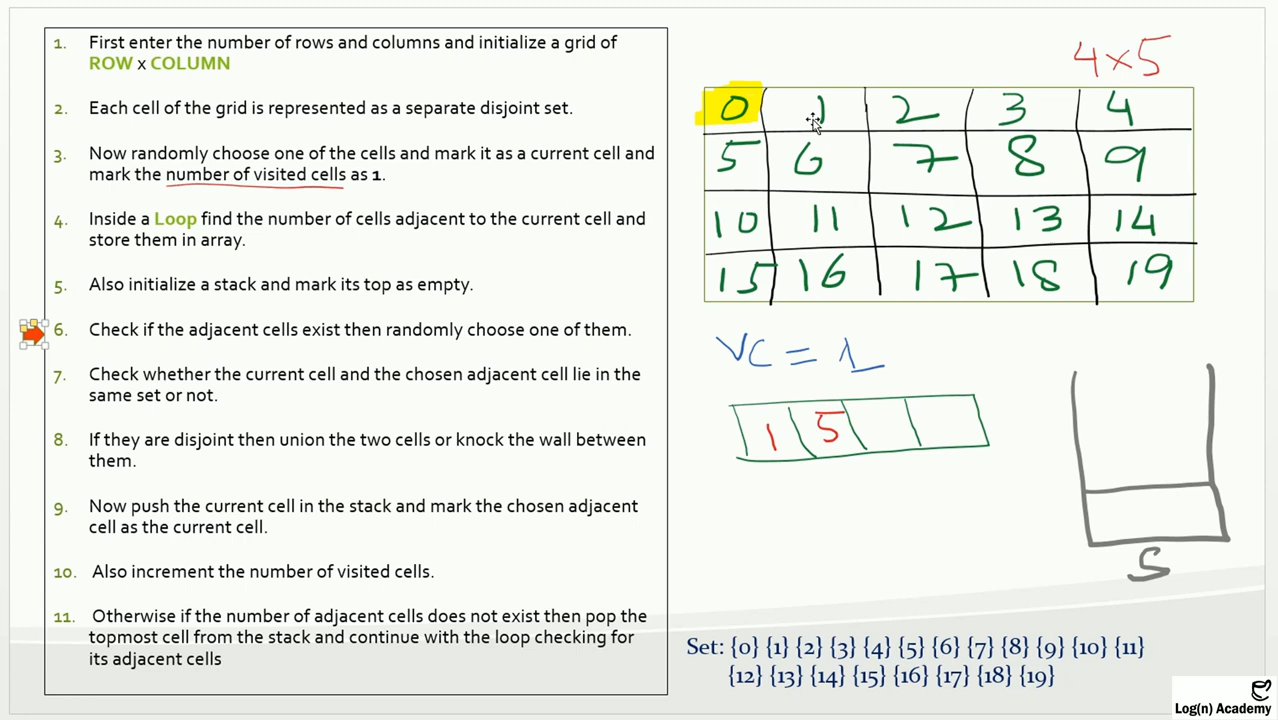 1. First enter the number of rows and columns and initialize a grid of
ROW x COLUMN
2. Each cell of the grid is represented as a separate disjoint set.
3. Now randomly choose one of the cells and mark it as a current cell and
mark the number of visited cells as 1.
4. Inside a Loop find the number of cells adjacent to the current cell and
store them in array.
5. Also initialize a stack and mark its top as empty.
6. Check if the adjacent cells exist then randomly choose one of them.
7. Check whether the current cell and the chosen adjacent cell lie in the
same set or not.
8. If they are disjoint then union the two cells or knock the wall between
them.
9. Now push the current cell in the stack and mark the chosen adjacent
cell as the current cell.
10. Also increment the number of visited cells.
11. Otherwise if the number of adjacent cells does not exist then pop the
topmost cell from the stack and continue with the loop checking for
its adjacent cells
4×5
0 1 2 3 4
5 6 7 8 9
10 11 12 13 14
15 16 17 18 19
VC = 1
1 5
S
Set: {0} {1} {2} {3} {4} {5} {6} {7} {8} {9} {10} {11}
{12} {13} {14} {15} {16} {17} {18} {19}
Log(n) Academy